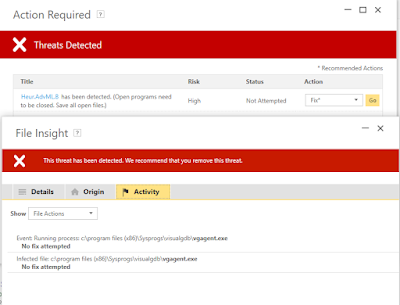 Action Required [?]
Threats Detected
* Recommended Actions
Title Risk Status Action
Heur.AdvML.B has been detected. (Open programs need
to be closed. Save all open files.) High Not Attempted Fix* Go
File Insight [?]
This threat has been detected. We recommend that you remove this threat.
Details Origin Activity
Show File Actions
Event: Running process: c:\program files (x86)\Sysprogs\visualgdb\vgagent.exe
No fix attempted
Infected file: c:\program files (x86)\Sysprogs\visualgdb\vgagent.exe
No fix attempted